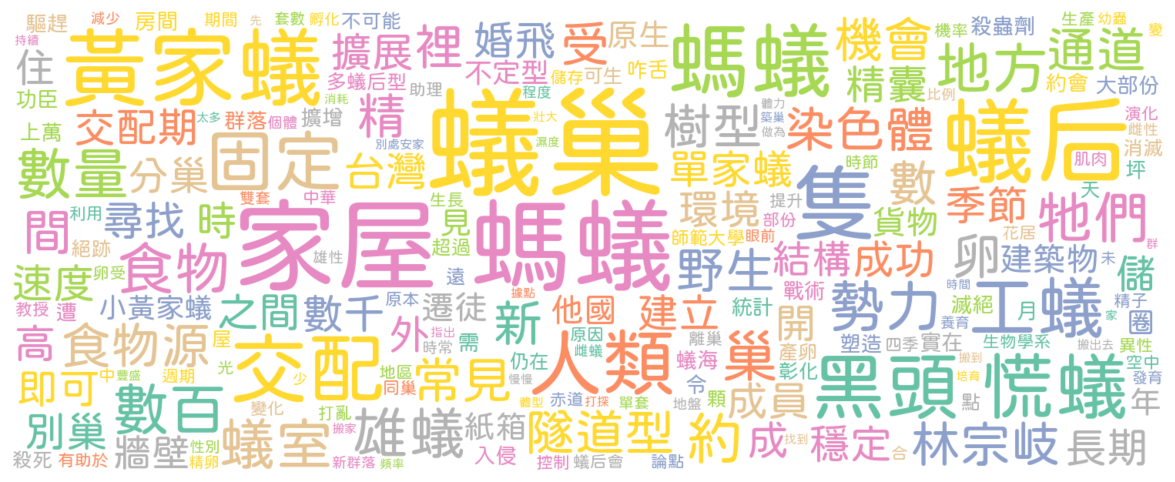 驅趕 房間 期間 減少 套數 先 孵化 不可能 婚飛 受 原生 螞蟻 機會 機率 殺蟲劑 生產 幼蟲 變
持續 住 黃家蟻 擴展 裡 不定型 咋舌 精囊 地方 通道 約會 大部份
功臣 多蟻后型 助理 儲存 可生 程度 比例
上萬 交配期 太多 群落 個體 擴增 消耗 精 蟻巢 壯大 樹型 體力 築巢 做為 染色體 蟻后 演化 雌性 消滅
數量 分巢 固定 台灣 別處安家 濕度 單家蟻 時節 肌肉 坪
間 利用 尋找 時 雙套 中華 生長 見 超過 家屋 螞蟻 環境 提升 部份 隻 數 貨物 季節 天 牠們
絕跡 雄性 師範大學 眼前 花居 群
速度 卵受 食物 遠 野生 結構 成功 卵 建築物 未 儲
教授 遭 小黃家蟻 之間 數千 原本 遷徙 據點 他國 建立 統計 戰術 勢力 時間 滅絕 工蟻 月 精子 家 圈
高 食物源 屋 外 指出 時常 需 新 原因 雌蟻 人類 離巢 巢 開 塑造 四季 實在 養育 生物學系 搬出去 異性
光 交配 地區 同巢 常見 仍在 蟻海 產卵 彰化 空中 發育
即可 中 豐盛 週期 少 慢慢 令 顆 黑頭 慌蟻 點 搬到 培育 年
別巢 數百 變化 打亂 搬家 雄蟻 紙箱 體型 赤道 打探 單套 地盤 約 成員 合
殺死 有助於 牆壁 性別 精卵 蟻室 新群落 頻率 入侵 隧道型 控制 蟻后會 論點 成 找到 穩定 林宗岐 長期